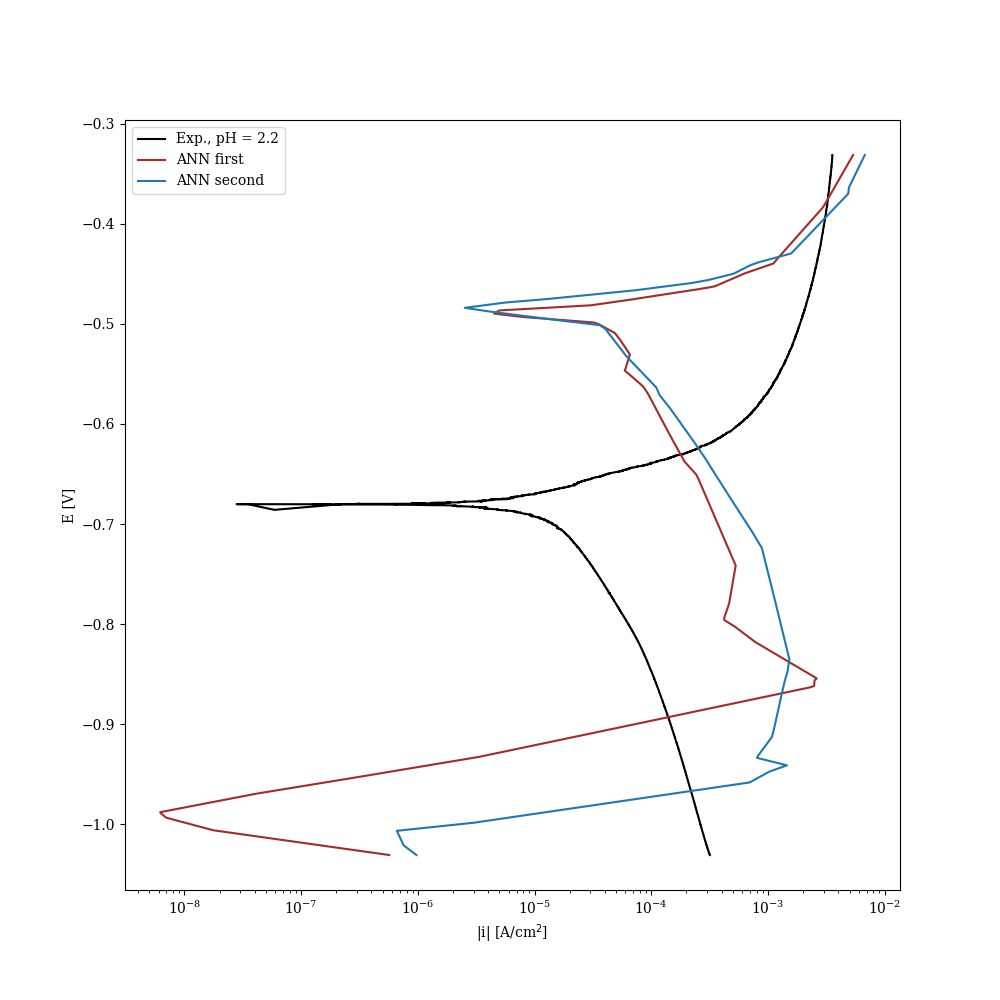 Exp., pH = 2.2
ANN first
ANN second
−0.3
−0.4
−0.5
−0.6
−0.7
−0.8
−0.9
−1.0
E [V]
10⁻⁸ 10⁻⁷ 10⁻⁶ 10⁻⁵ 10⁻⁴ 10⁻³ 10⁻²
|i| [A/cm²]